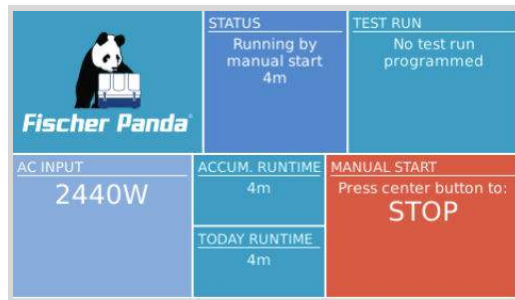 Fischer Panda
STATUS
Running by
manual start
4m
TEST RUN
No test run
programmed
AC INPUT
2440W
ACCUM. RUNTIME
4m
TODAY RUNTIME
4m
MANUAL START
Press center button to:
STOP